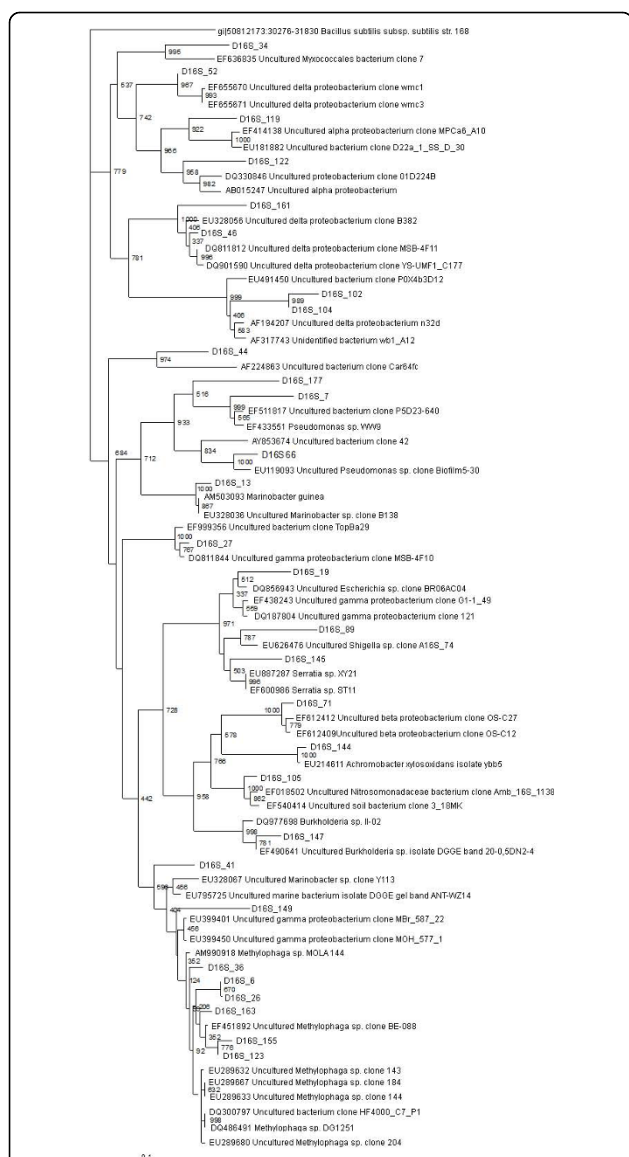 gi|50812173:30276-31830 Bacillus subtilis subsp. subtilis str. 168
D16S_34
995
EF636835 Uncultured Myxococcales bacterium clone 7
D16S_52
537
967
EF655670 Uncultured delta proteobacterium clone wmc1
993
EF655671 Uncultured delta proteobacterium clone wmc3
742
D16S_119
922
EF414138 Uncultured alpha proteobacterium clone MPCa6_A10
1000
EU181882 Uncultured bacterium clone D22a_1_SS_D_30
966
D16S_122
779
958
DQ330846 Uncultured proteobacterium clone 01D224B
982
AB015247 Uncultured alpha proteobacterium
D16S_161
1000
EU328056 Uncultured delta proteobacterium clone B382
406
D16S_46
337
DQ811812 Uncultured delta proteobacterium clone MSB-4F11
996
781
DQ901590 Uncultured delta proteobacterium clone YS-UMF1_C177
EU491450 Uncultured bacterium clone P0X4b3D12
999
D16S_102
989
D16S_104
406
AF194207 Uncultured delta proteobacterium n32d
583
AF317743 Unidentified bacterium wb1_A12
D16S_44
974
AF224863 Uncultured bacterium clone Car64fc
D16S_177
516
D16S_7
999
EF511817 Uncultured bacterium clone P5D23-640
565
EF433551 Pseudomonas sp. WW9
933
AY853674 Uncultured bacterium clone 42
834
684
712
D16S 66
1000
EU119093 Uncultured Pseudomonas sp. clone Biofilm5-30
D16S_13
1000
AM503093 Marinobacter guinea
967
EU328036 Uncultured Marinobacter sp. clone B138
EF999356 Uncultured bacterium clone TopBa29
1000
D16S_27
767
DQ811844 Uncultured gamma proteobacterium clone MSB-4F10
D16S_19
512
DQ856943 Uncultured Escherichia sp. clone BR06AC04
337
EF438243 Uncultured gamma proteobacterium clone G1-1_49
559
DQ187804 Uncultured gamma proteobacterium clone 121
971
D16S_89
787
EU626476 Uncultured Shigella sp. clone A16S_74
D16S_145
503
EU887287 Serratia sp. XY21
996
EF600986 Serratia sp. ST11
728
D16S_71
1000
EF612412 Uncultured beta proteobacterium clone OS-C27
779
EF612409Uncultured beta proteobacterium clone OS-C12
579
D16S_144
1000
766
EU214611 Achromobacter xylosoxidans isolate ybb5
D16S_105
1000
EF018502 Uncultured Nitrosomonadaceae bacterium clone Amb_16S_1138
862
EF540414 Uncultured soil bacterium clone 3_18MK
442
958
DQ977698 Burkholderia sp. II-02
998
D16S_147
781
EF490641 Uncultured Burkholderia sp. isolate DGGE band 20-0,5DN2-4
D16S_41
EU328067 Uncultured Marinobacter sp. clone Y113
466
EU795725 Uncultured marine bacterium isolate DGGE gel band ANT-WZ14
404
D16S_149
EU399401 Uncultured gamma proteobacterium clone MBr_587_22
456
EU399450 Uncultured gamma proteobacterium clone MOH_577_1
AM990918 Methylophaga sp. MOLA 144
352
D16S_36
124
D16S_6
670
D16S_26
206
D16S_163
EF451892 Uncultured Methylophaga sp. clone BE-088
352
D16S_155
776
92
D16S_123
EU289632 Uncultured Methylophaga sp. clone 143
EU289667 Uncultured Methylophaga sp. clone 184
632
EU289633 Uncultured Methylophaga sp. clone 144
DQ300797 Uncultured bacterium clone HF4000_C7_P1
998
DQ486491 Methylophaga sp. DG1251
EU289680 Uncultured Methylophaga sp. clone 204